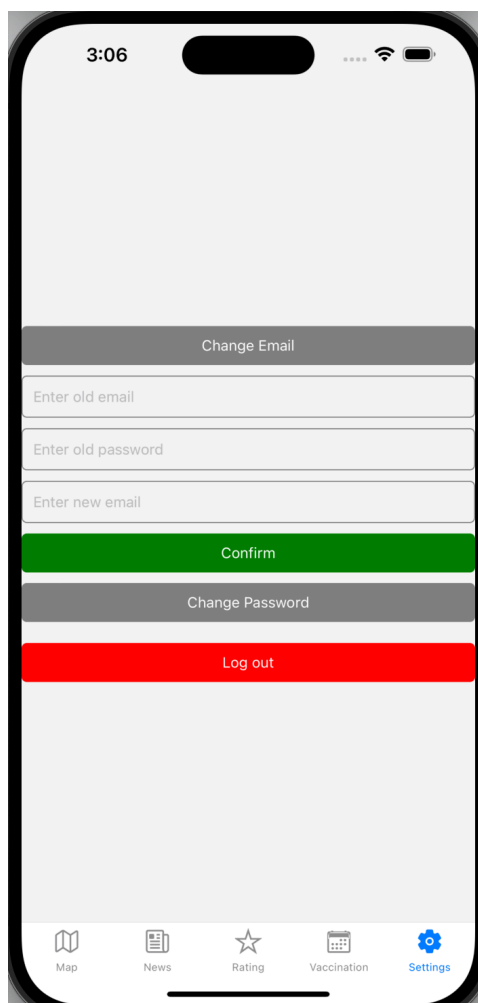 3:06
Change Email
Enter old email
Enter old password
Enter new email
Confirm
Change Password
Log out
Map News Rating Vaccination Settings